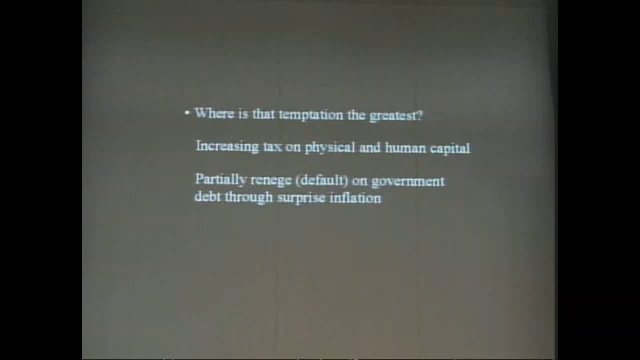 • Where is that temptation the greatest?
Increasing tax on physical and human capital
Partially renege (default) on government
debt through surprise inflation